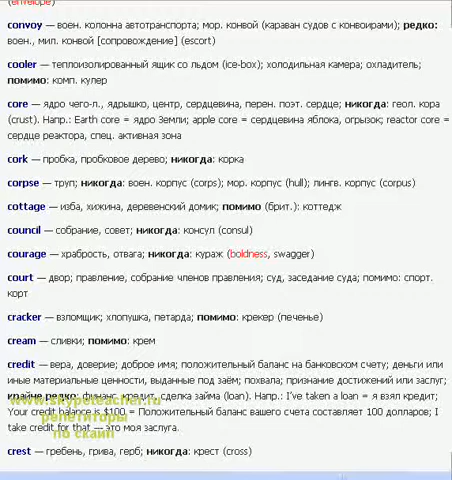 (envelope)
convoy — воен. колонна автотранспорта; мор. конвой (караван судов с конвоирами); редко:
воен., мил. конвой [сопровождение] (escort)
cooler — теплоизолированный ящик со льдом (ice-box); холодильная камера; охладитель;
помимо: комп. кулер
core — ядро чего-л., ядрышко, центр, сердцевина, перен. поэт. сердце; никогда: геол. кора
(crust). Напр.: Earth core = ядро Земли; apple core = сердцевина яблока, огрызок; reactor core =
сердце реактора, спец. активная зона
cork — пробка, пробковое дерево; никогда: корка
corpse — труп; никогда: воен. корпус (corps); мор. корпус (hull); лингв. корпус (corpus)
cottage — изба, хижина, деревенский домик; помимо (брит.): коттедж
council — собрание, совет; никогда: консул (consul)
courage — храбрость, отвага; никогда: кураж (boldness, swagger)
court — двор; правление, собрание членов правления; суд, заседание суда; помимо: спорт.
корт
cracker — взломщик; хлопушка, петарда; помимо: крекер (печенье)
cream — сливки; помимо: крем
credit — вера, доверие; доброе имя; положительный баланс на банковском счету; деньги или
иные материальные ценности, выданные под заём; похвала; признание достижений или заслуг;
крайне редко: финанс. кредит, сделка займа (loan). Напр.: I've taken a loan = я взял кредит;
www.skypeteacher.ru
Your credit balance is $100 = Положительный баланс вашего счета составляет 100 долларов; I
репетиторы
take credit for that — это моя заслуга.
по скайп
crest — гребень, грива, герб; никогда: крест (cross)